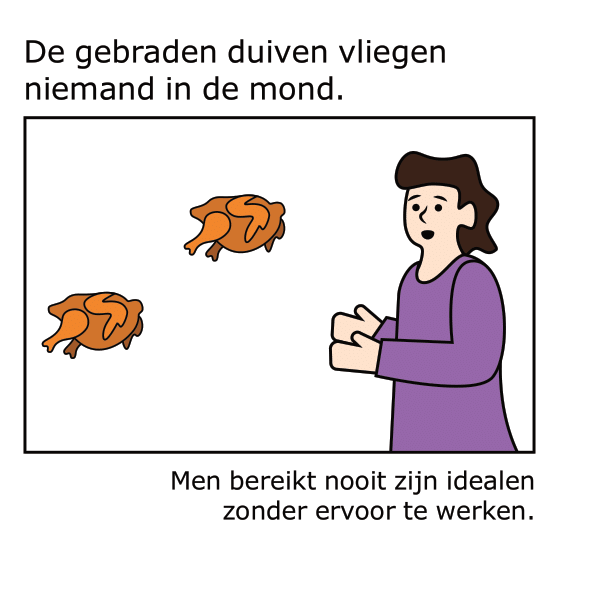 De gebraden duiven vliegen
niemand in de mond.
Men bereikt nooit zijn idealen
zonder ervoor te werken.